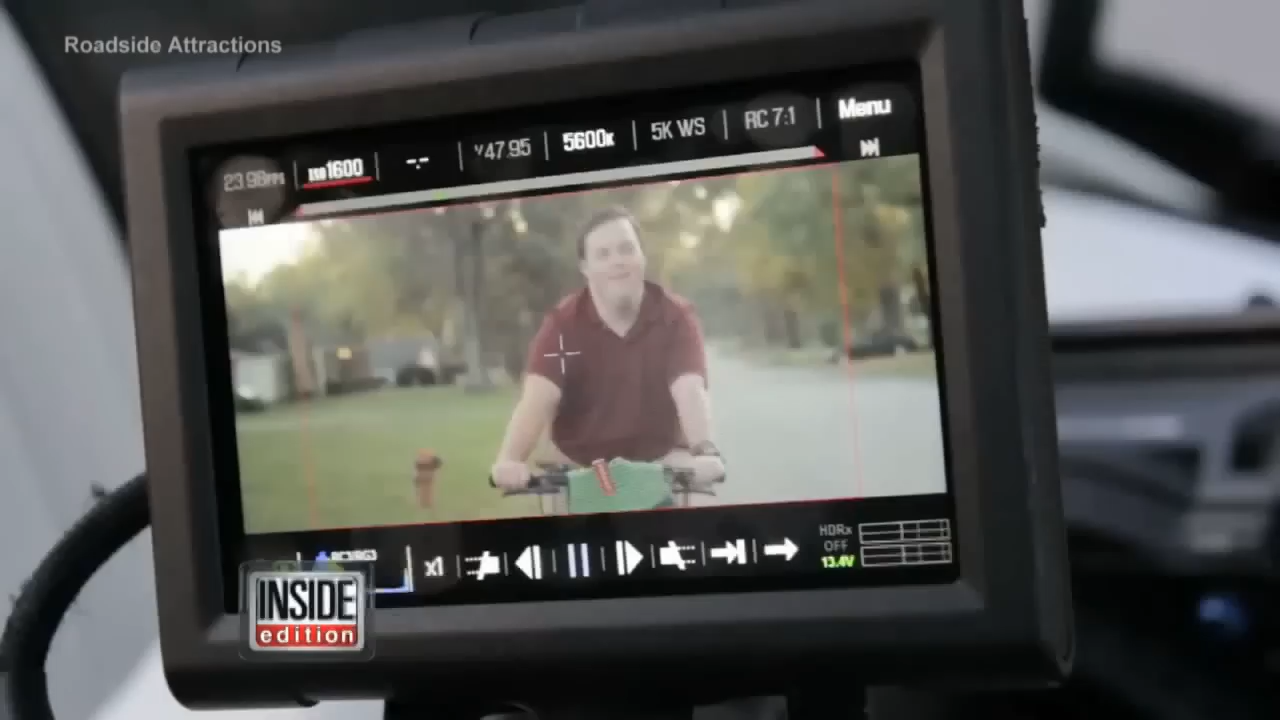 Roadside Attractions
23.98FPS ISO1600 -:- 47.95 5600K 5K WS RC 7:1 Menu
x1
HDRx
OFF
13.4V
INSIDE
edition